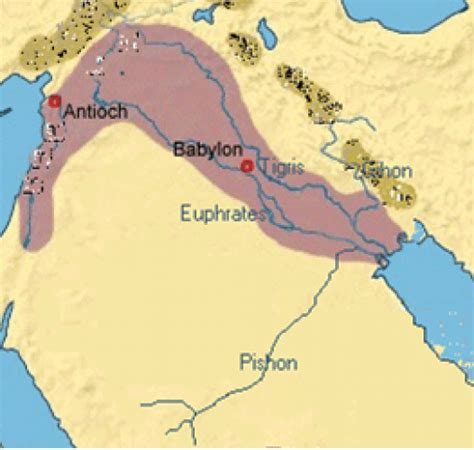 Antioch
Babylon
Tigris
Gihon
Euphrates
Pishon